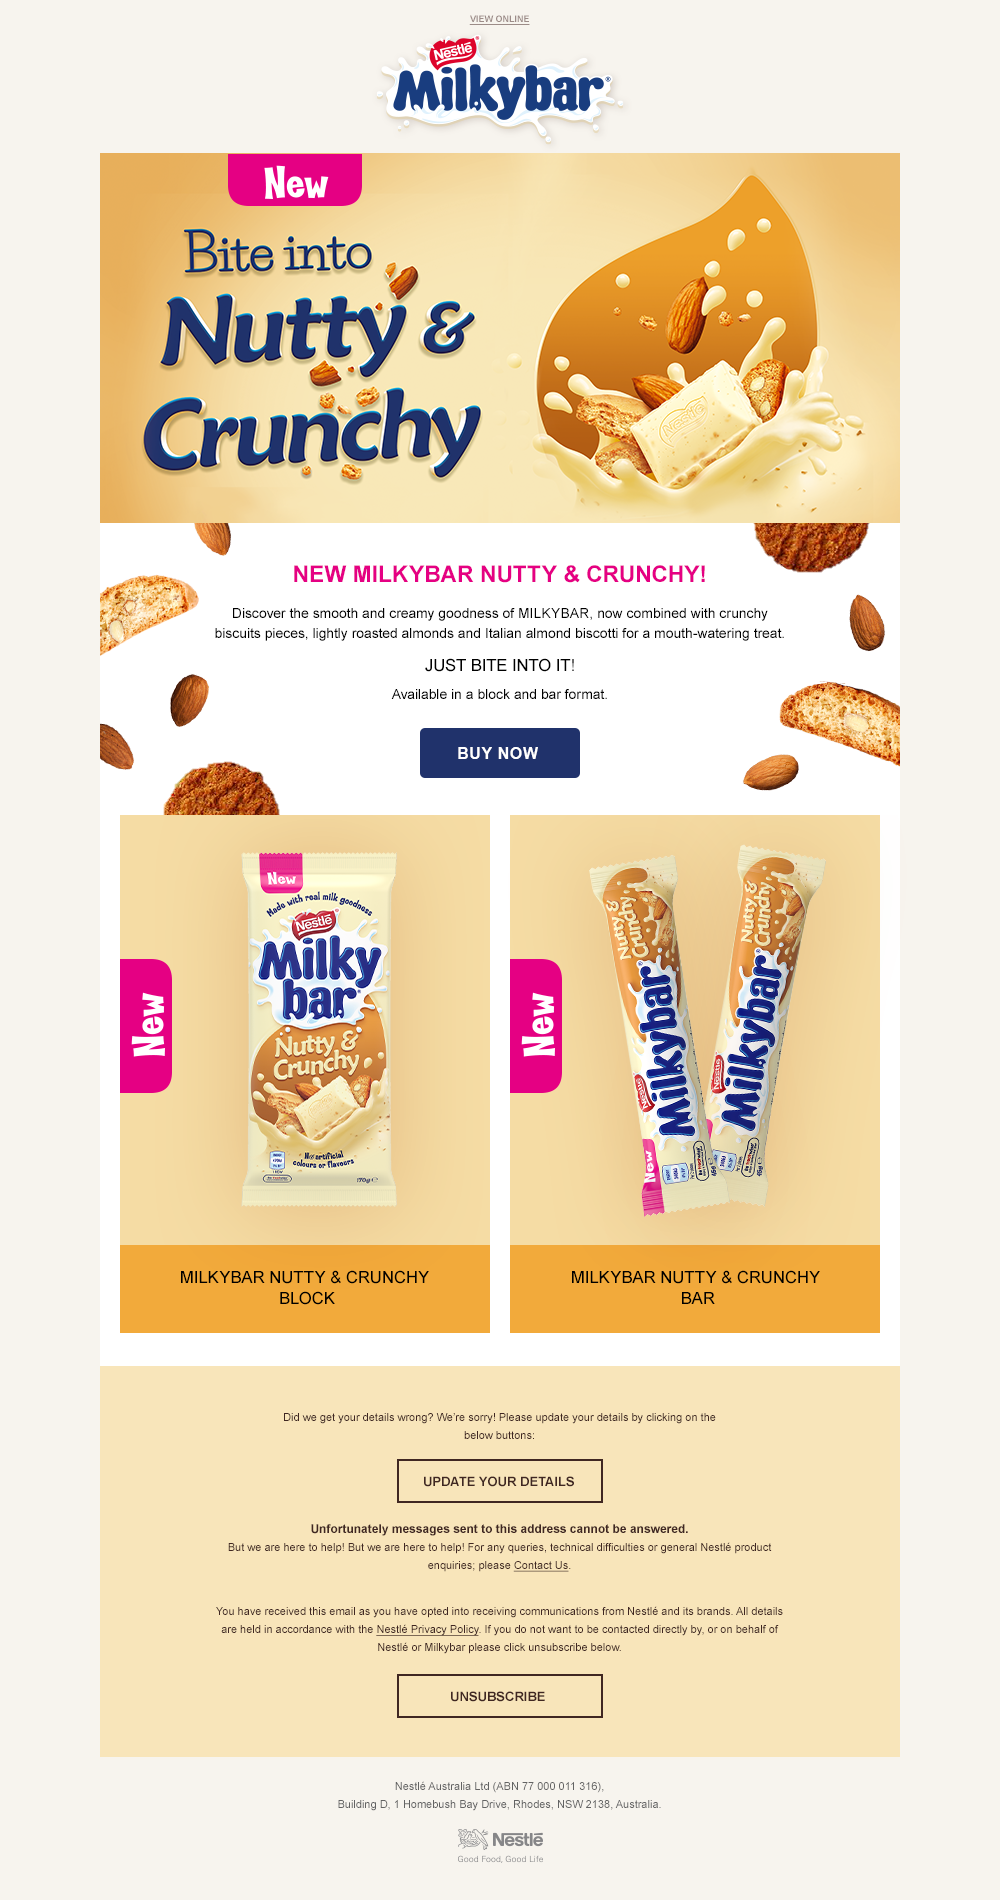 VIEW ONLINE
Nestlé
Milkybar®
New
Bite into
Nutty &
Crunchy
Nestlé
NEW MILKYBAR NUTTY & CRUNCHY!
Discover the smooth and creamy goodness of MILKYBAR, now combined with crunchy
biscuits pieces, lightly roasted almonds and Italian almond biscotti for a mouth-watering treat.
JUST BITE INTO IT!
Available in a block and bar format.
BUY NOW
New
New
Made with real milk goodness
Nestlé
Milky
bar
Nutty &
Crunchy
No artificial
colours or flavours
170g e
MILKYBAR NUTTY & CRUNCHY
BLOCK
New
Nutty &
Crunchy
Milkybar
Nestlé
New
45g
Nutty &
Crunchy
Milkybar
Nestlé
45g
MILKYBAR NUTTY & CRUNCHY
BAR
Did we get your details wrong? We're sorry! Please update your details by clicking on the
below buttons:
UPDATE YOUR DETAILS
Unfortunately messages sent to this address cannot be answered.
But we are here to help! But we are here to help! For any queries, technical difficulties or general Nestlé product
enquiries; please Contact Us.
You have received this email as you have opted into receiving communications from Nestlé and its brands. All details
are held in accordance with the Nestlé Privacy Policy. If you do not want to be contacted directly by, or on behalf of
Nestlé or Milkybar please click unsubscribe below.
UNSUBSCRIBE
Nestlé Australia Ltd (ABN 77 000 011 316),
Building D, 1 Homebush Bay Drive, Rhodes, NSW 2138, Australia.
Nestlé
Good Food, Good Life